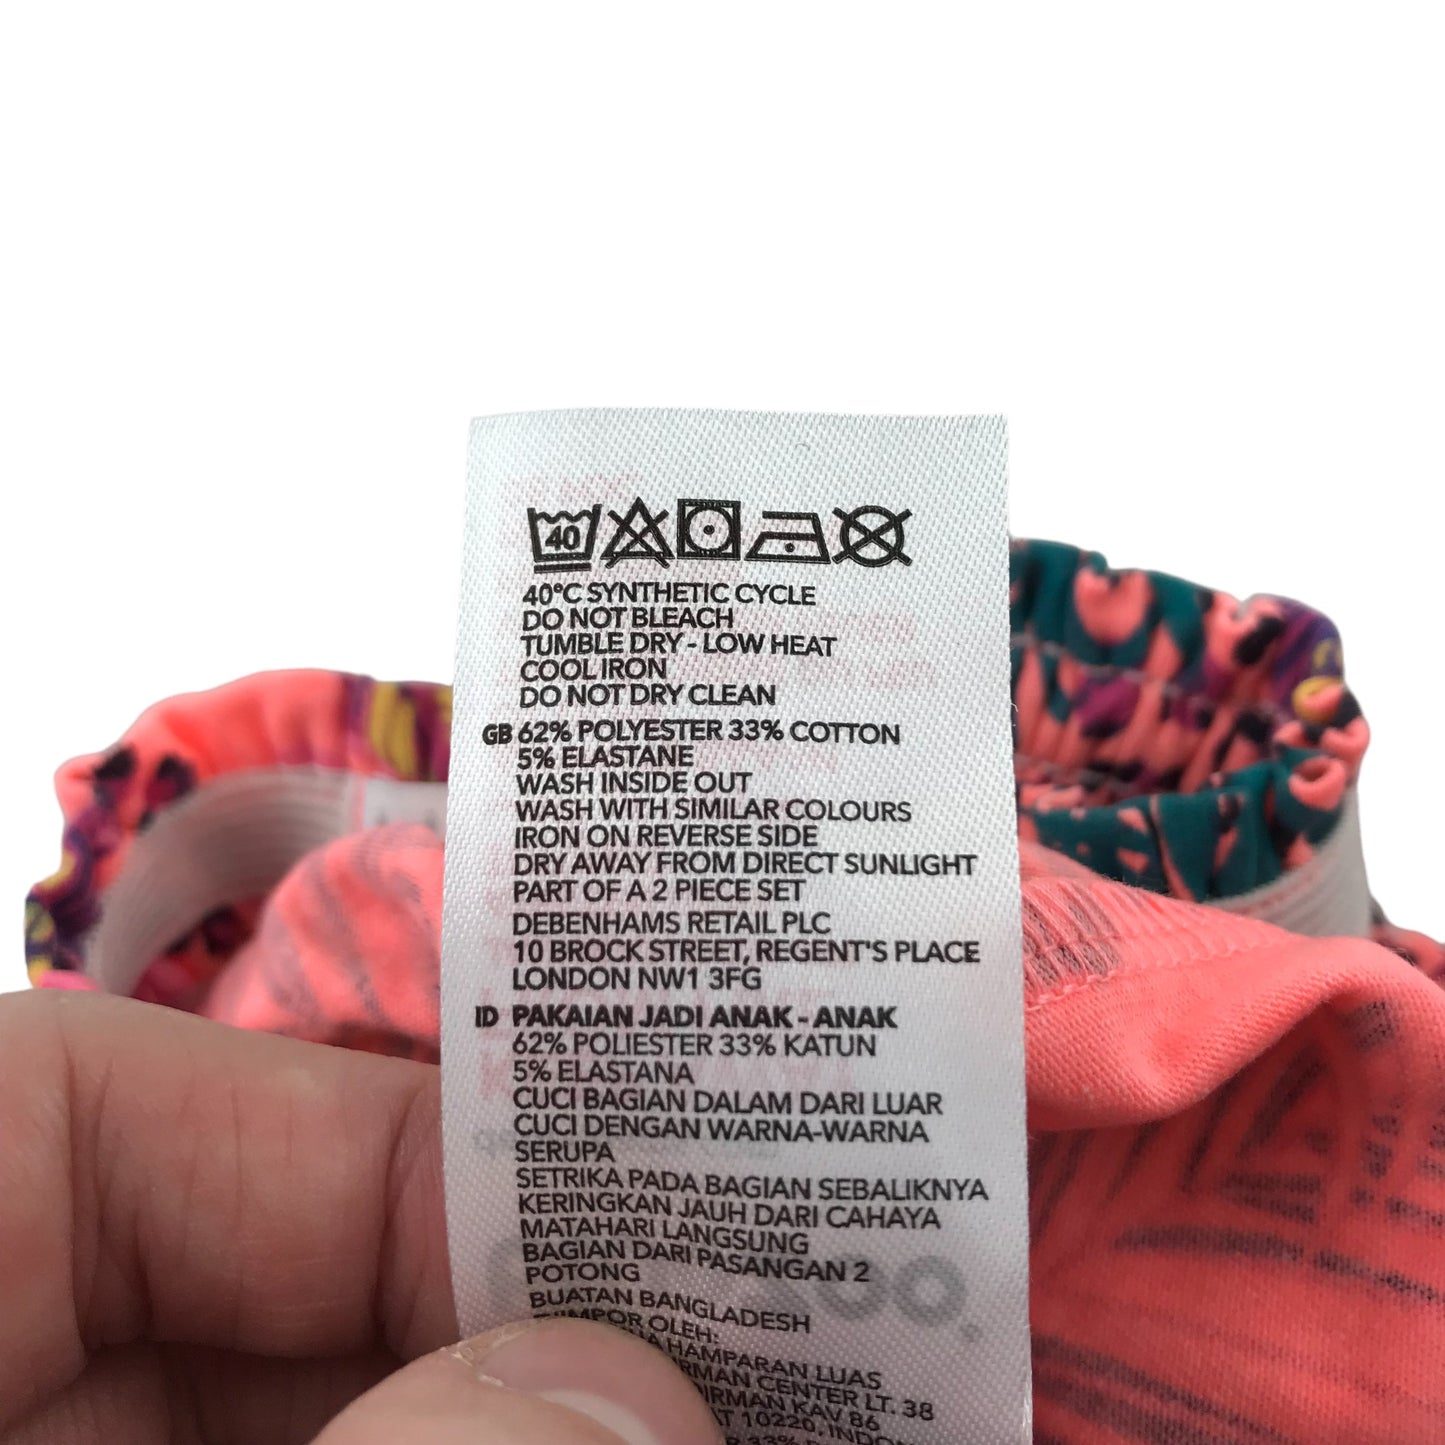 40
40°C SYNTHETIC CYCLE
DO NOT BLEACH
TUMBLE DRY - LOW HEAT
COOL IRON
DO NOT DRY CLEAN
GB 62% POLYESTER 33% COTTON
5% ELASTANE
WASH INSIDE OUT
WASH WITH SIMILAR COLOURS
IRON ON REVERSE SIDE
DRY AWAY FROM DIRECT SUNLIGHT
PART OF A 2 PIECE SET
DEBENHAMS RETAIL PLC
10 BROCK STREET, REGENT'S PLACE
LONDON NW1 3FG
ID PAKAIAN JADI ANAK - ANAK
62% POLIESTER 33% KATUN
5% ELASTANA
CUCI BAGIAN DALAM DARI LUAR
CUCI DENGAN WARNA-WARNA
SERUPA
SETRIKA PADA BAGIAN SEBALIKNYA
KERINGKAN JAUH DARI CAHAYA
MATAHARI LANGSUNG
BAGIAN DARI PASANGAN 2
POTONG
BUATAN BANGLADESH
OLEH:
HAMPARAN LUAS
CENTER LT. 38
KAV 86
10220,
33%